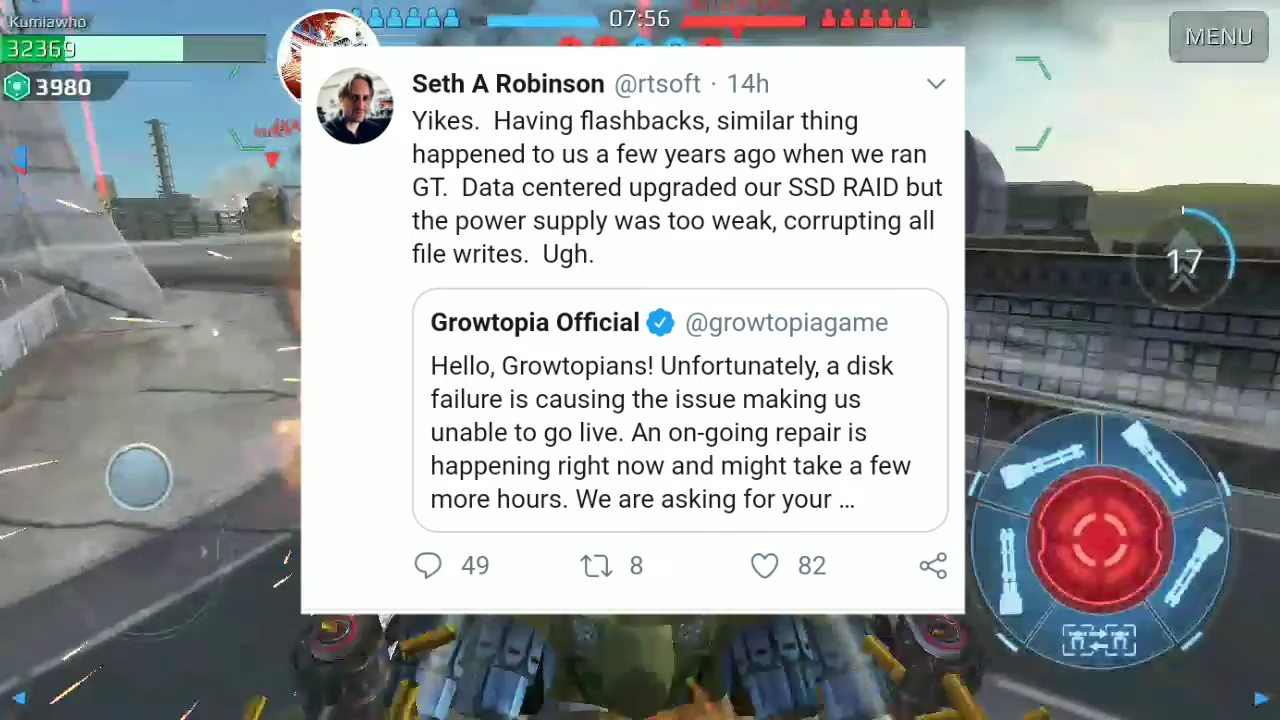 Kumiawho
07:56
32369
MENU
3980
Seth A Robinson @rtsoft · 14h
Yikes.  Having flashbacks, similar thing
happened to us a few years ago when we ran
GT.  Data centered upgraded our SSD RAID but
the power supply was too weak, corrupting all
file writes.  Ugh.
17
Growtopia Official @growtopiagame
Hello, Growtopians! Unfortunately, a disk
failure is causing the issue making us
unable to go live. An on-going repair is
happening right now and might take a few
more hours. We are asking for your …
49 8 82